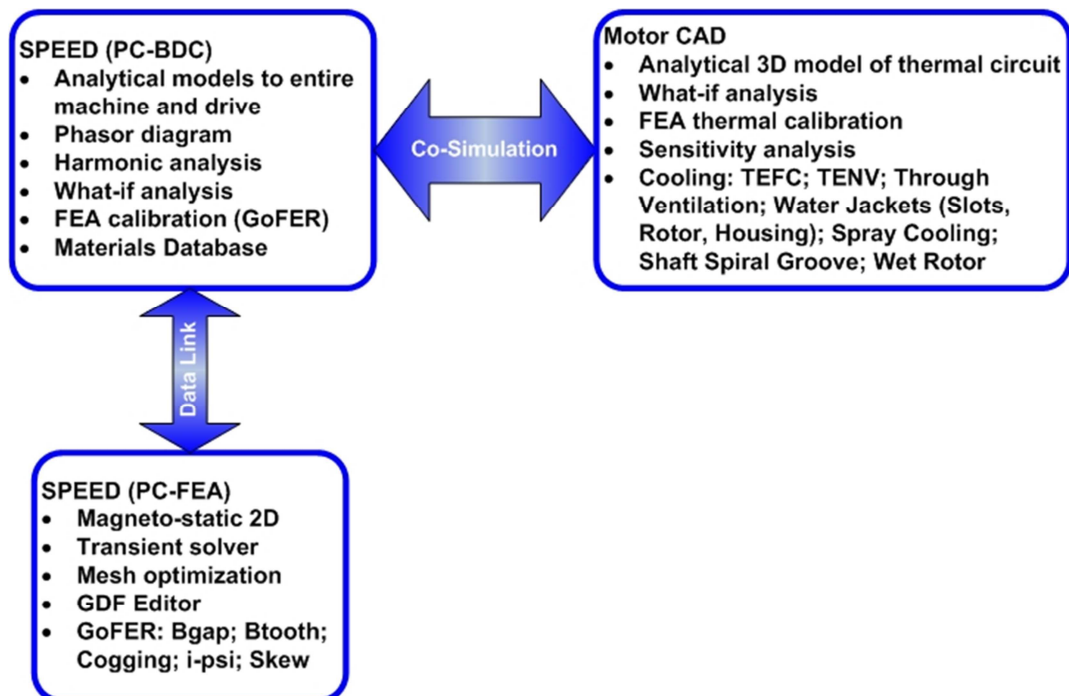 SPEED (PC-BDC)
• Analytical models to entire
machine and drive
• Phasor diagram
• Harmonic analysis
• What-if analysis
• FEA calibration (GoFER)
• Materials Database
Co-Simulation
Motor CAD
• Analytical 3D model of thermal circuit
• What-if analysis
• FEA thermal calibration
• Sensitivity analysis
• Cooling: TEFC; TENV; Through
Ventilation; Water Jackets (Slots,
Rotor, Housing); Spray Cooling;
Shaft Spiral Groove; Wet Rotor
Data Link
SPEED (PC-FEA)
• Magneto-static 2D
• Transient solver
• Mesh optimization
• GDF Editor
• GoFER: Bgap; Btooth;
Cogging; i-psi; Skew